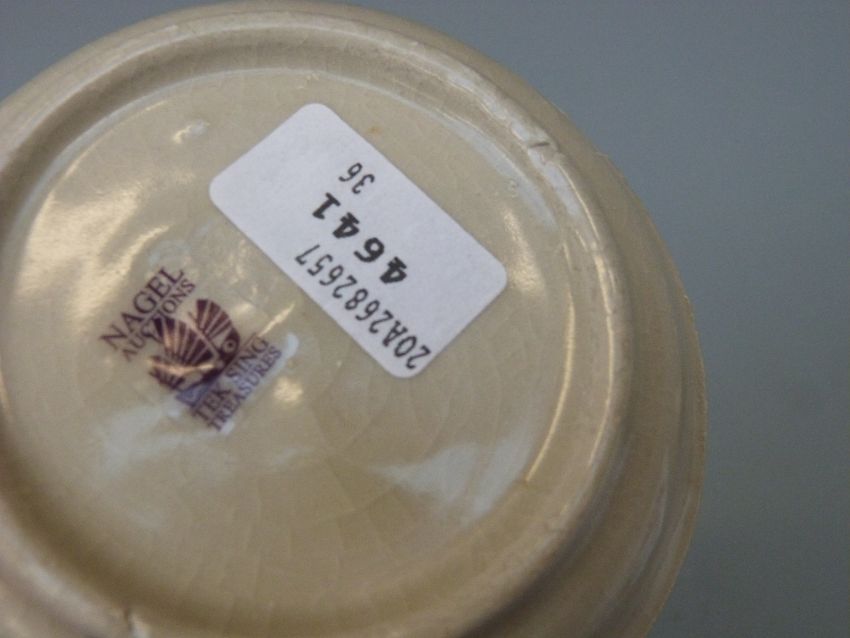 20A2682657
4641
36
NAGEL
AUCTIONS
TEK SING
TREASURES